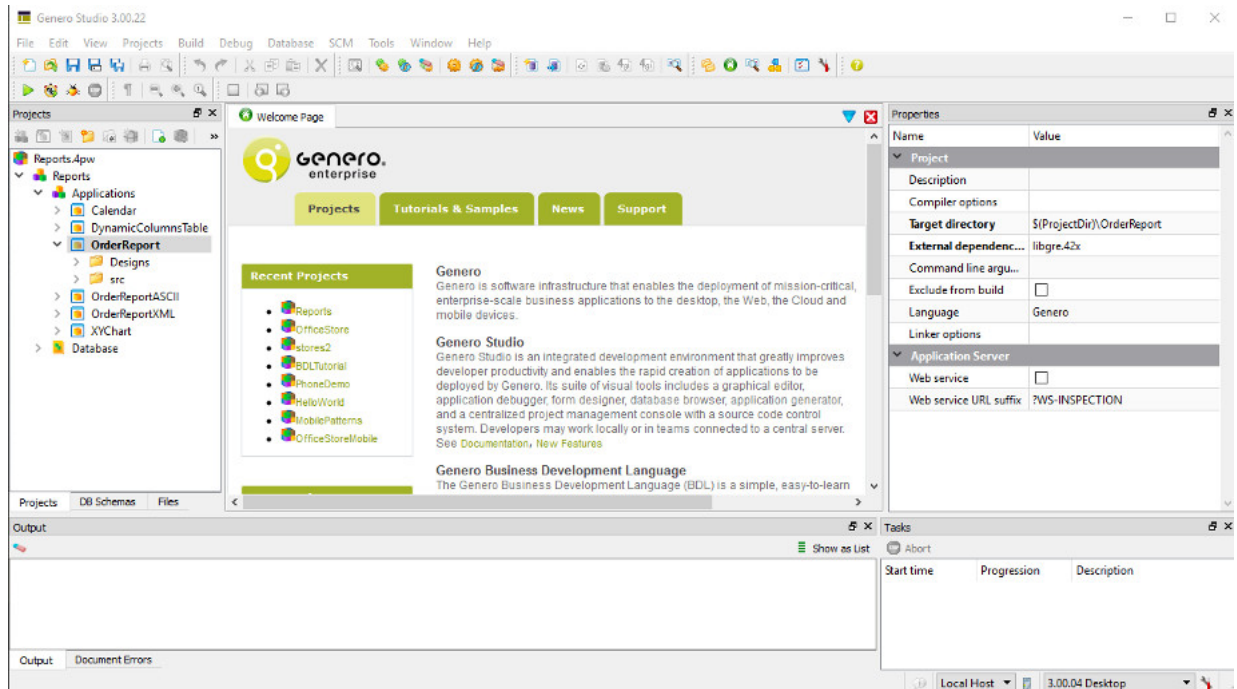 Genero Studio 3.00.22
File Edit View Projects Build Debug Database SCM Tools Window Help
Projects
Reports.4pw
Reports
Applications
Calendar
DynamicColumnsTable
OrderReport
Designs
src
OrderReportASCII
OrderReportXML
XYChart
Database
Projects DB Schemas Files
Welcome Page
Genero.
enterprise
Projects Tutorials & Samples News Support
Recent Projects
Reports
OfficeStore
stores2
BDLTutorial
PhoneDemo
HelloWorld
MobilePatterns
OfficeStoreMobile
Genero
Genero is software infrastructure that enables the deployment of mission-critical,
enterprise-scale business applications to the desktop, the Web, the Cloud and
mobile devices.
Genero Studio
Genero Studio is an integrated development environment that greatly improves
developer productivity and enables the rapid creation of applications to be
deployed by Genero. Its suite of visual tools includes a graphical editor,
application debugger, form designer, database browser, application generator,
and a centralized project management console with a source code control
system. Developers may work locally or in teams connected to a central server.
See Documentation, New Features
Genero Business Development Language
The Genero Business Development Language (BDL) is a simple, easy-to-learn
Properties
Name Value
Project
Description
Compiler options
Target directory $(ProjectDir)\OrderReport
External dependenc... libgre.42x
Command line argu...
Exclude from build
Language Genero
Linker options
Application Server
Web service
Web service URL suffix ?WS-INSPECTION
Output
Show as List
Output Document Errors
Tasks
Abort
Start time Progression Description
Local Host 3.00.04 Desktop